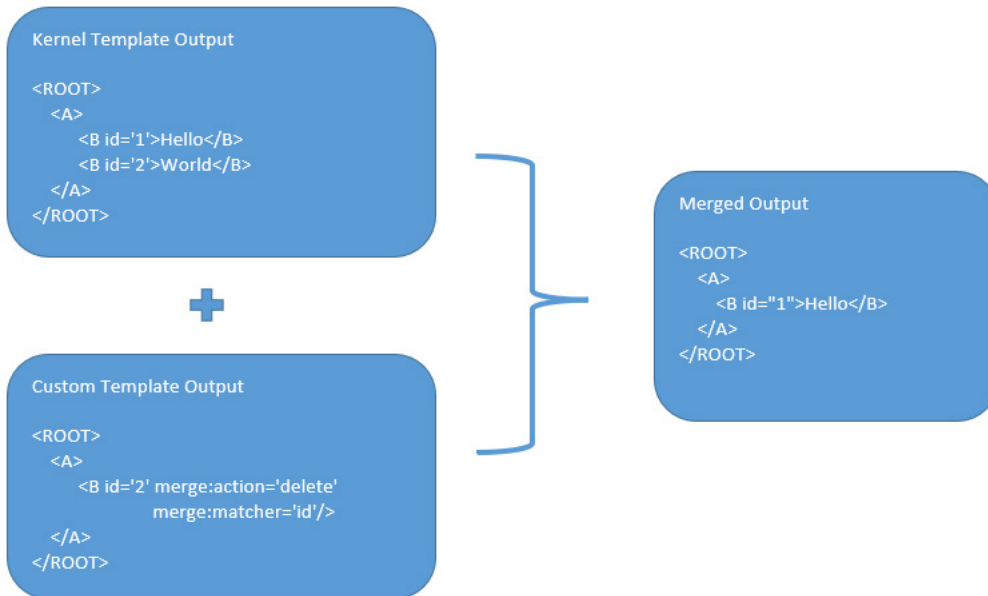 Kernel Template Output
<ROOT>
<A>
<B id='1'>Hello</B>
<B id='2'>World</B>
</A>
</ROOT>
Custom Template Output
<ROOT>
<A>
<B id='2' merge:action='delete'
merge:matcher='id'/>
</A>
</ROOT>
Merged Output
<ROOT>
<A>
<B id="1">Hello</B>
</A>
</ROOT>